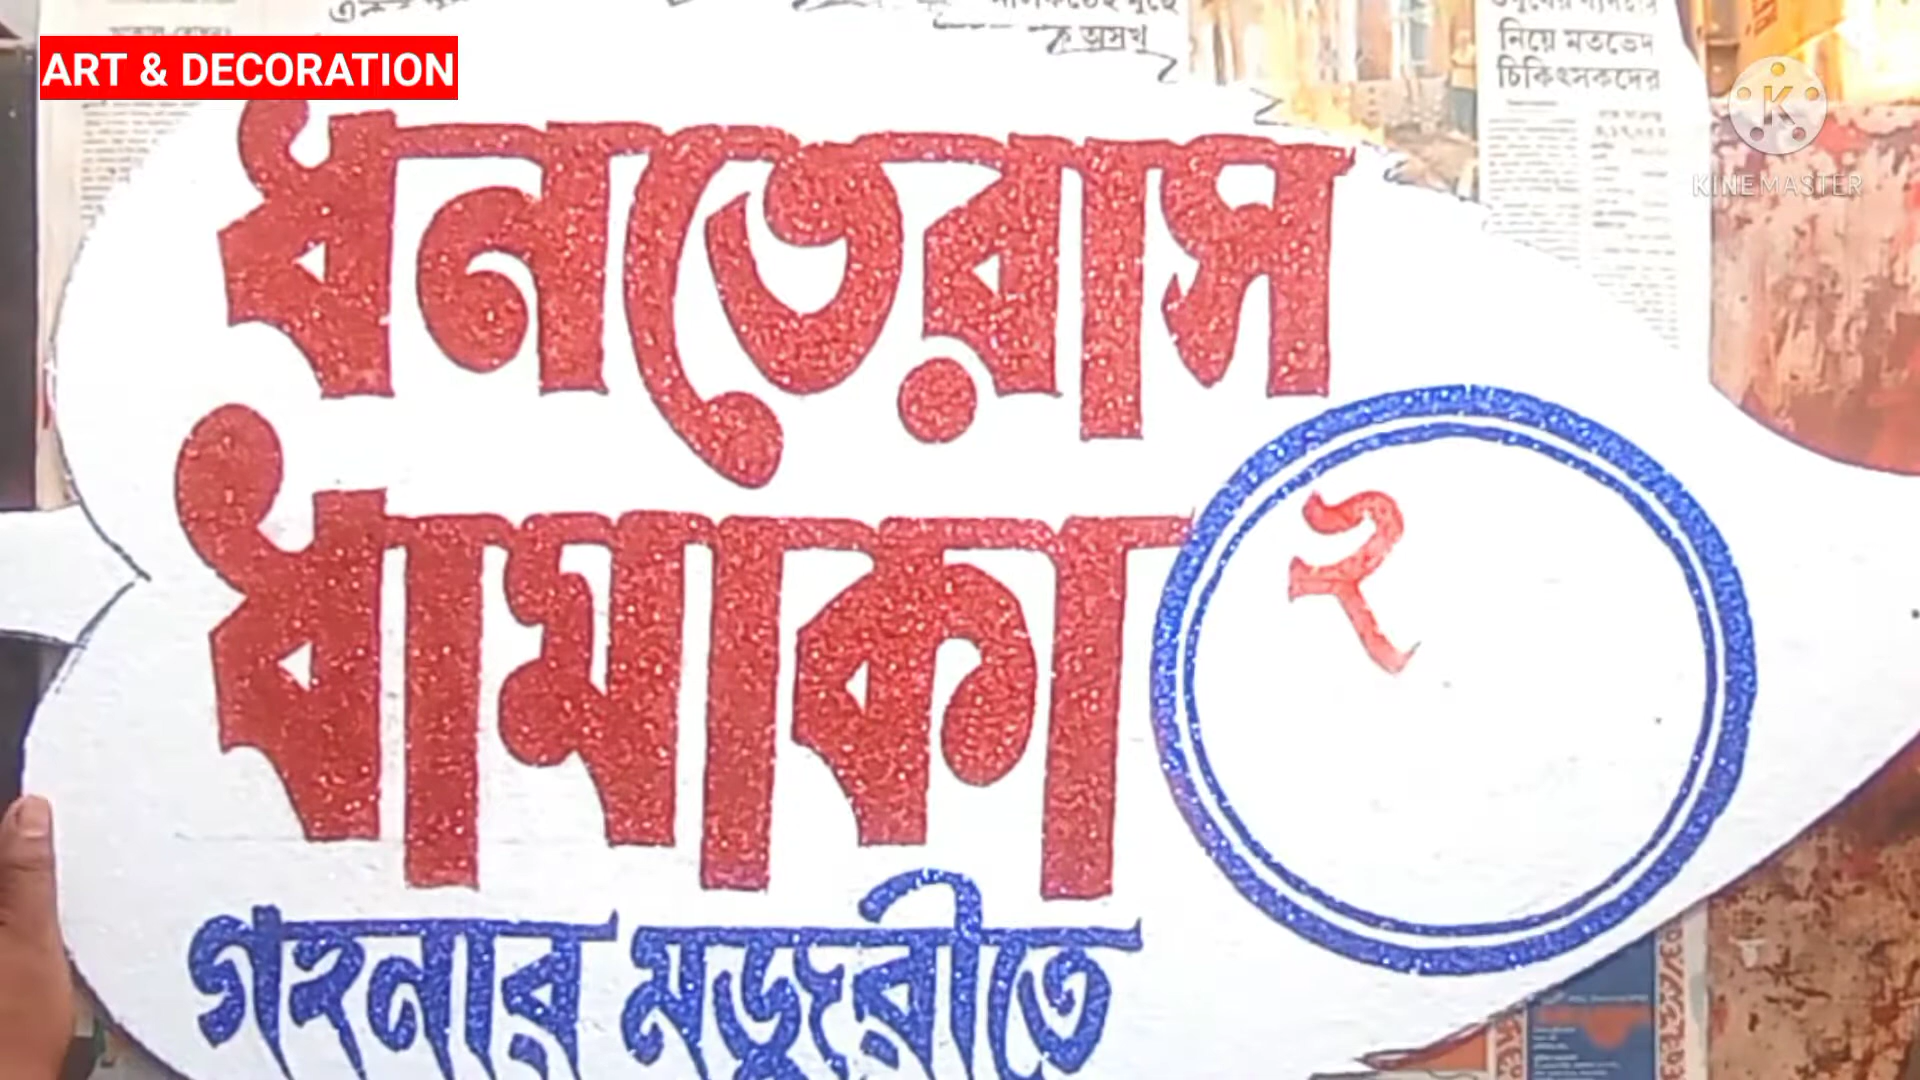 ART & DECORATION
নিয়ে মতভেদ
চিকিৎসকদের
KINEMASTER
ধনতেরাস
ধামাকা
২
গহনার মজুরীতে